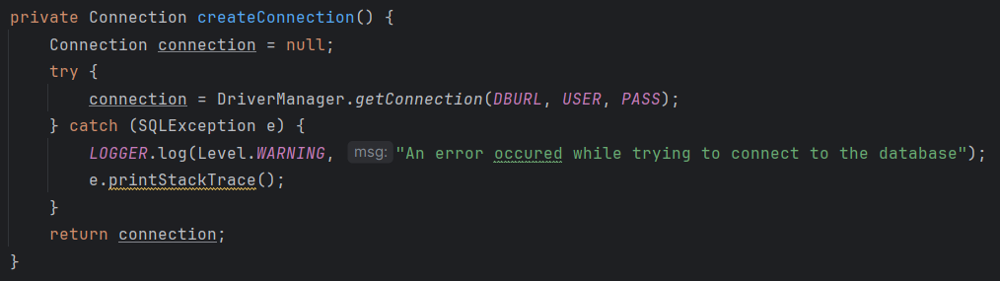 private Connection createConnection() {
Connection connection = null;
try {
connection = DriverManager.getConnection(DBURL, USER, PASS);
} catch (SQLException e) {
LOGGER.log(Level.WARNING, msg: "An error occured while trying to connect to the database");
e.printStackTrace();
}
return connection;
}